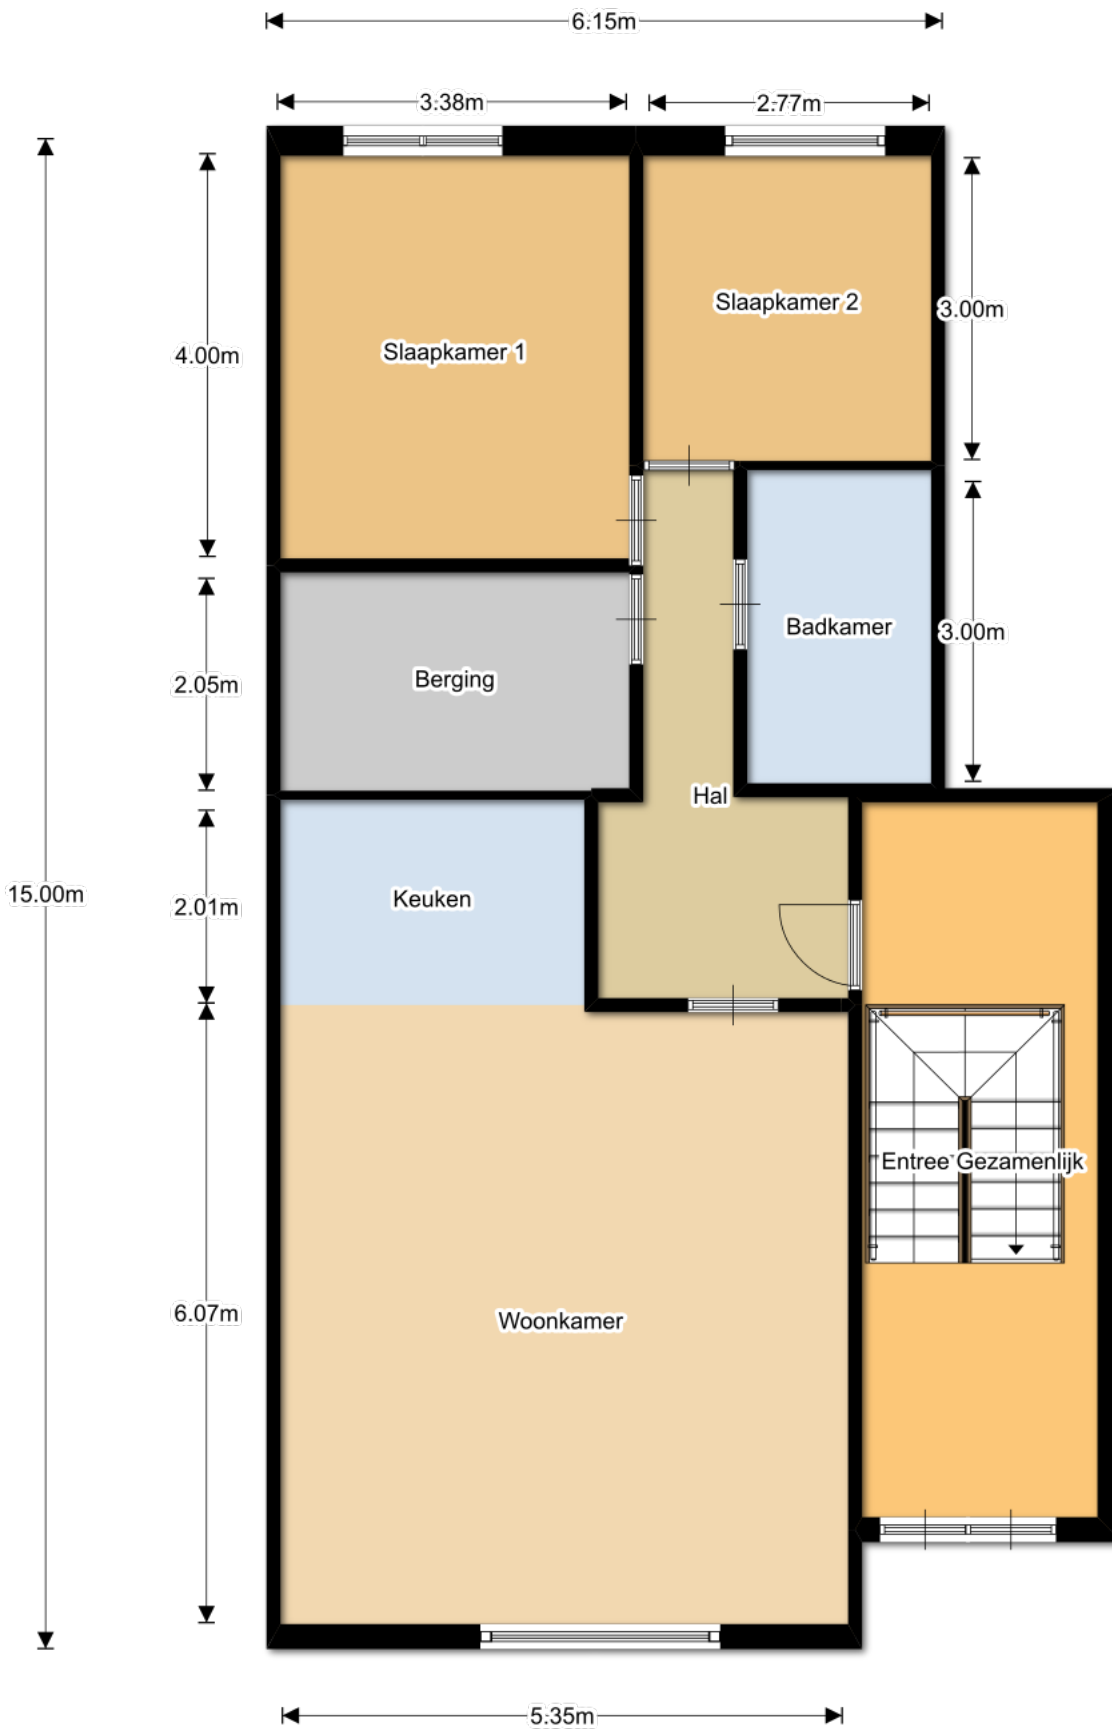 6.15m
3.38m
2.77m
Slaapkamer 2
3.00m
Slaapkamer 1
4.00m
Badkamer
3.00m
Berging
2.05m
Hal
15.00m
Keuken
2.01m
Entree Gezamenlijk
6.07m
Woonkamer
5.35m